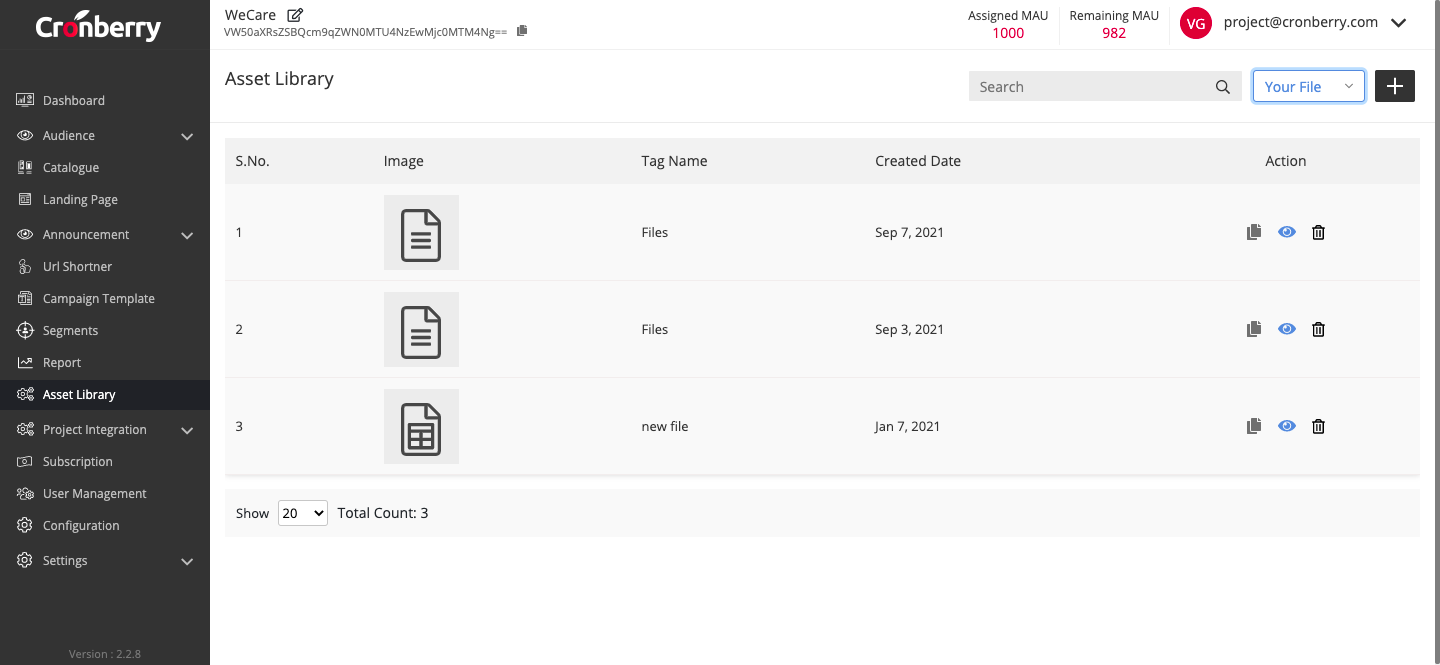 Cronberry
WeCare
VW50aXRsZSBQcm9qZWN0MTU4NzEwMjc0MTM4Ng==
Assigned MAU
1000
Remaining MAU
982
VG
project@cronberry.com
Dashboard
Audience
Catalogue
Landing Page
Announcement
Url Shortner
Campaign Template
Segments
Report
Asset Library
Project Integration
Subscription
User Management
Configuration
Settings
Version : 2.2.8
Asset Library
Search
Your File
S.No. Image Tag Name Created Date Action
1 Files Sep 7, 2021
2 Files Sep 3, 2021
3 new file Jan 7, 2021
Show 20 Total Count: 3